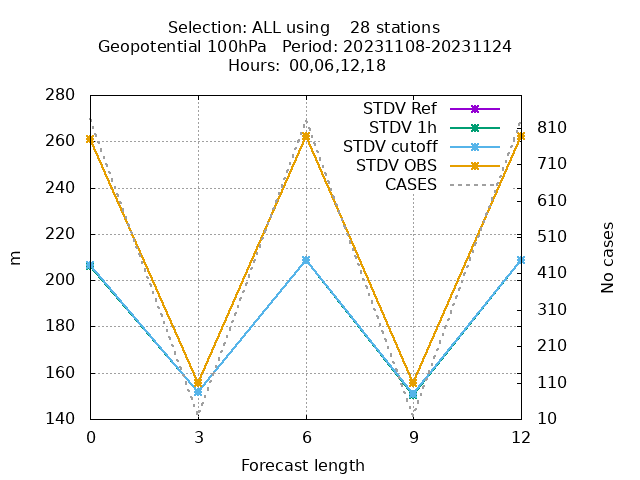 Selection: ALL using    28 stations
Geopotential 100hPa   Period: 20231108-20231124
Hours: 00,06,12,18
STDV Ref
STDV 1h
STDV cutoff
STDV OBS
CASES
280
260
240
220
200
180
160
140
m
810
710
610
510
410
310
210
110
10
No cases
0
3
6
9
12
Forecast length